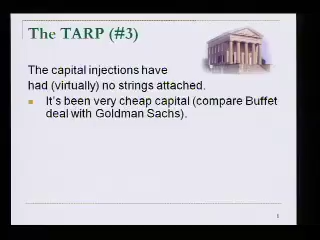 The TARP (#3)
The capital injections have
had (virtually) no strings attached.
It's been very cheap capital (compare Buffet
deal with Goldman Sachs).